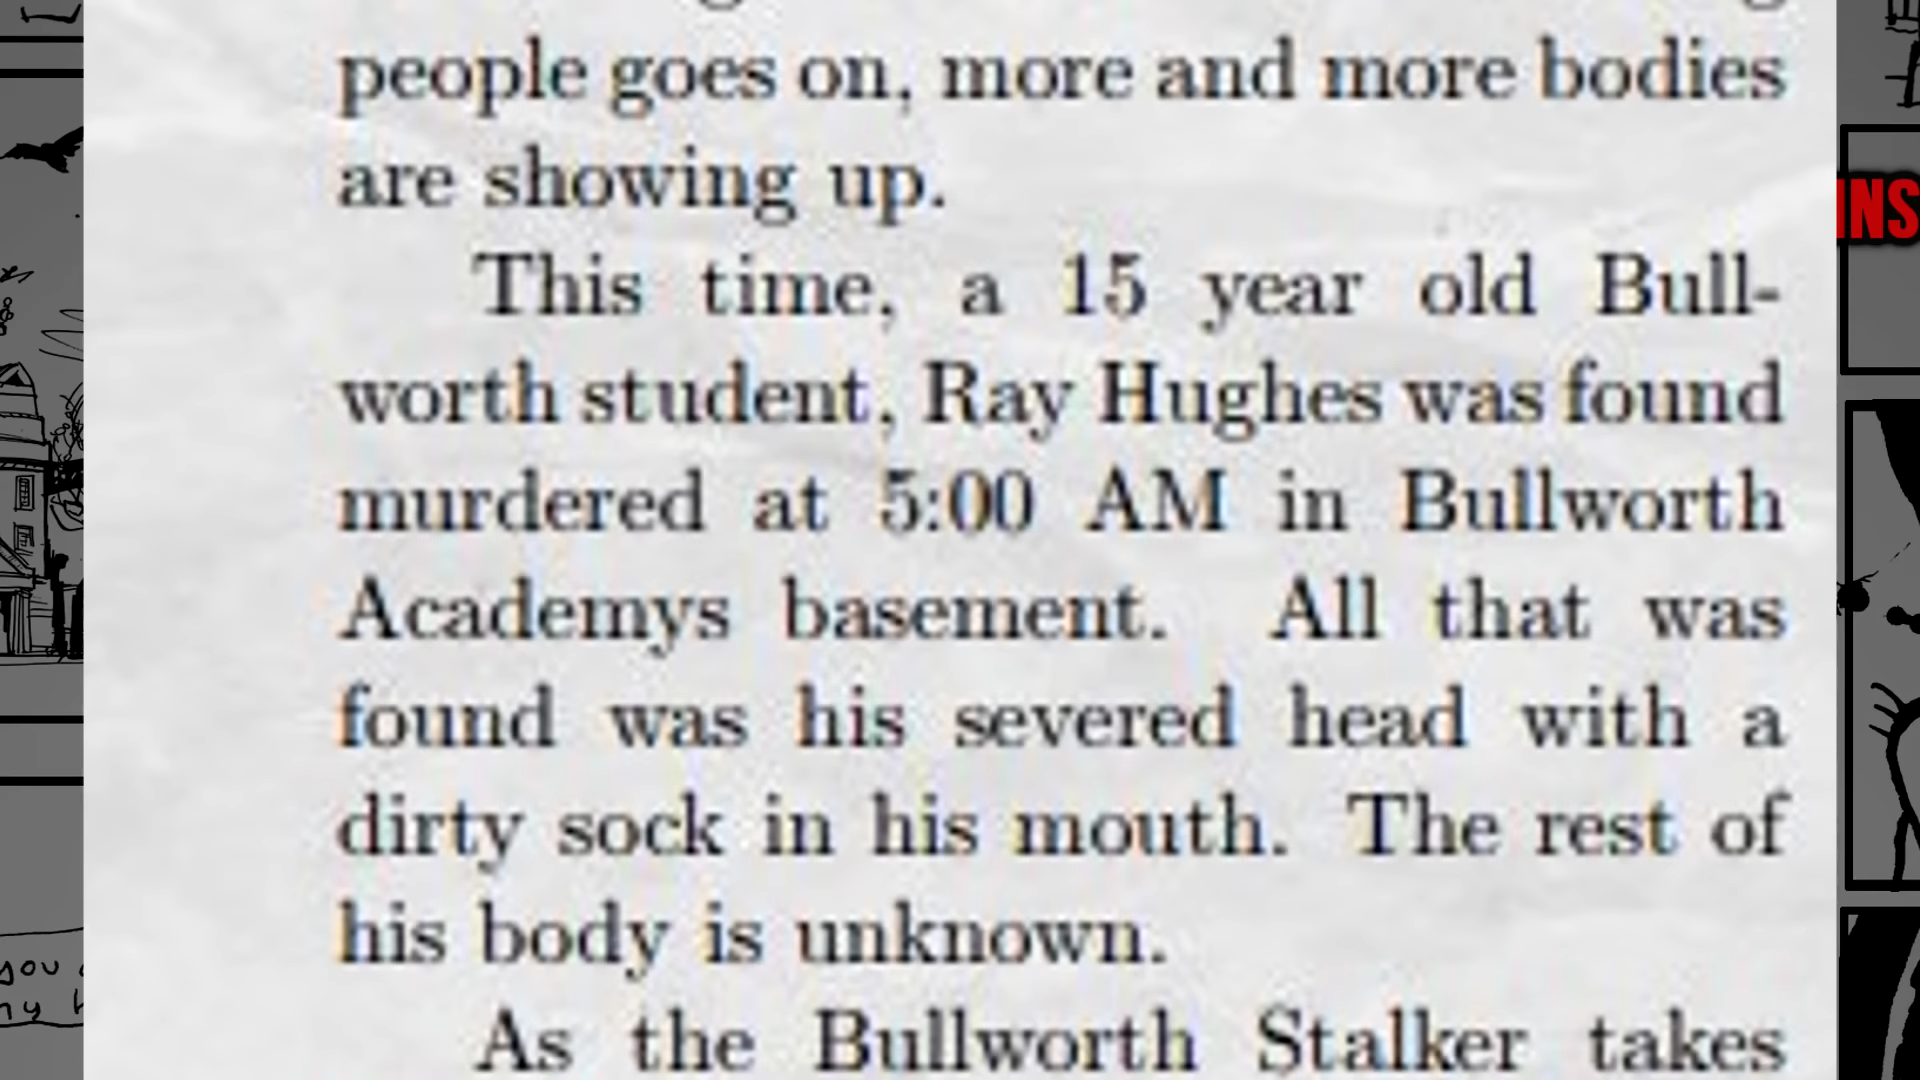 people goes on, more and more bodies
are showing up.
This time, a 15 year old Bull-
worth student, Ray Hughes was found
murdered at 5:00 AM in Bullworth
Academys basement. All that was
found was his severed head with a
dirty sock in his mouth. The rest of
his body is unknown.
As the Bullworth Stalker takes
INS
you
my